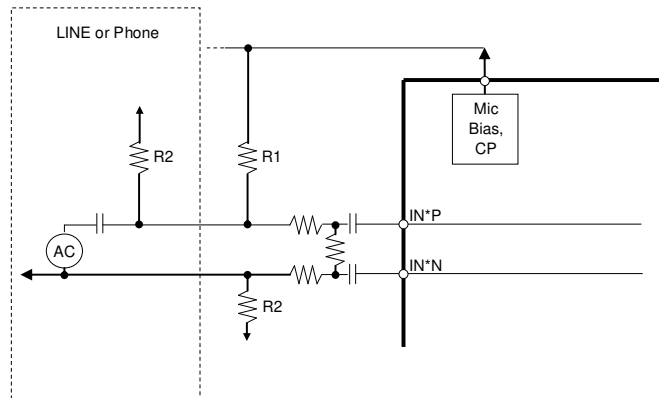 LINE or Phone
Mic
Bias,
CP
R2
R1
IN*P
AC
IN*N
R2